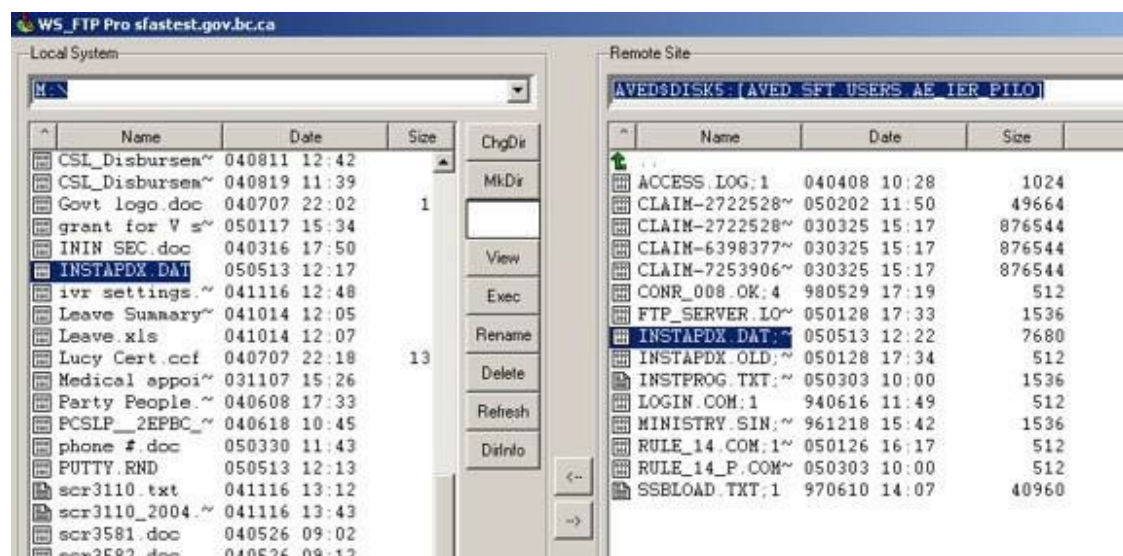 WS_FTP Pro sfastest.gov.bc.ca
Local System
M:\
^ Name Date Size
CSL_Disbursem~ 040811 12:42
CSL_Disbursem~ 040819 11:39
Govt logo.doc 040707 22:02 1
grant for V s~ 050117 15:34
ININ SEC.doc 040316 17:50
INSTAPDX.DAT 050513 12:17
ivr settings.~ 041116 12:48
Leave Summary~ 041014 12:05
Leave.xls 041014 12:07
Lucy Cert.ccf 040707 22:18 13
Medical appoi~ 031107 15:26
Party People.~ 040608 17:33
PCSLP__2EPBC_~ 040618 10:45
phone #.doc 050330 11:43
PUTTY.RND 050513 12:13
scr3110.txt 041116 13:12
scr3110_2004.~ 041116 13:43
scr3581.doc 040526 09:02
scr3582.doc 040526 09:12
ChgDir
MkDir
View
Exec
Rename
Delete
Refresh
DirInfo
<--
-->
Remote Site
AVED$DISK5:[AVED.SFT.USERS.AE_IER_PILO]
^ Name Date Size
..
ACCESS.LOG;1 040408 10:28 1024
CLAIM-2722528~ 050202 11:50 49664
CLAIM-2722528~ 030325 15:17 876544
CLAIM-6398377~ 030325 15:17 876544
CLAIM-7253906~ 030325 15:17 876544
CONR_008.OK;4 980529 17:19 512
FTP_SERVER.LO~ 050128 17:33 1536
INSTAPDX.DAT;~ 050513 12:22 7680
INSTAPDX.OLD;~ 050128 17:34 512
INSTPROG.TXT;~ 050303 10:00 1536
LOGIN.COM;1 940616 11:49 512
MINISTRY.SIN;~ 961218 15:42 1536
RULE_14.COM;1~ 050126 16:17 512
RULE_14_P.COM~ 050303 10:00 512
SSBLOAD.TXT;1 970610 14:07 40960